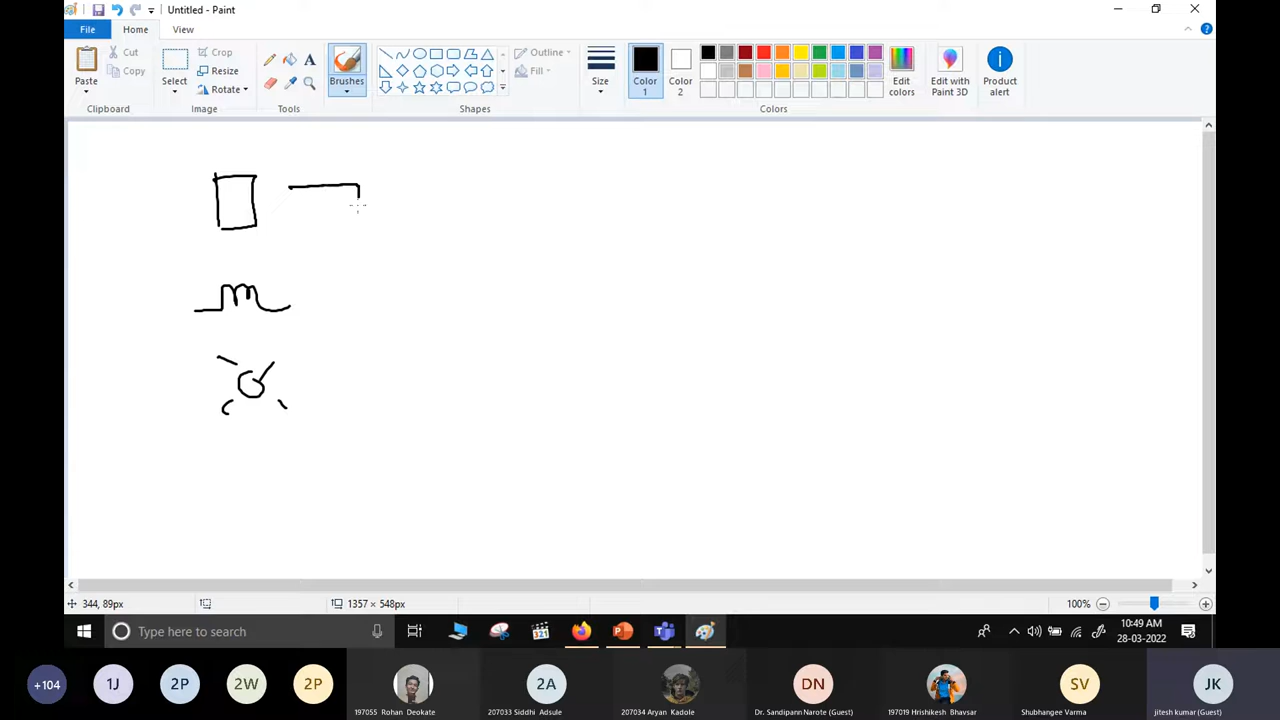 Untitled - Paint
File Home View
Paste
Cut
Copy
Clipboard
Select
Crop
Resize
Rotate
Image
A
Tools
Brushes
Outline
Fill
Shapes
Size
Color 1
Color 2
Edit colors
Colors
Edit with Paint 3D
Product alert
344, 89px
1357 × 548px
100%
Type here to search
321
10:49 AM
28-03-2022
+104
1J
2P
2W
2P
197055 Rohan Deokate
2A
207033 Siddhi Adsule
207034 Aryan Kadole
DN
Dr. Sandipann Narote (Guest)
197019 Hrishikesh Bhavsar
SV
Shubhangee Varma
JK
jitesh kumar (Guest)